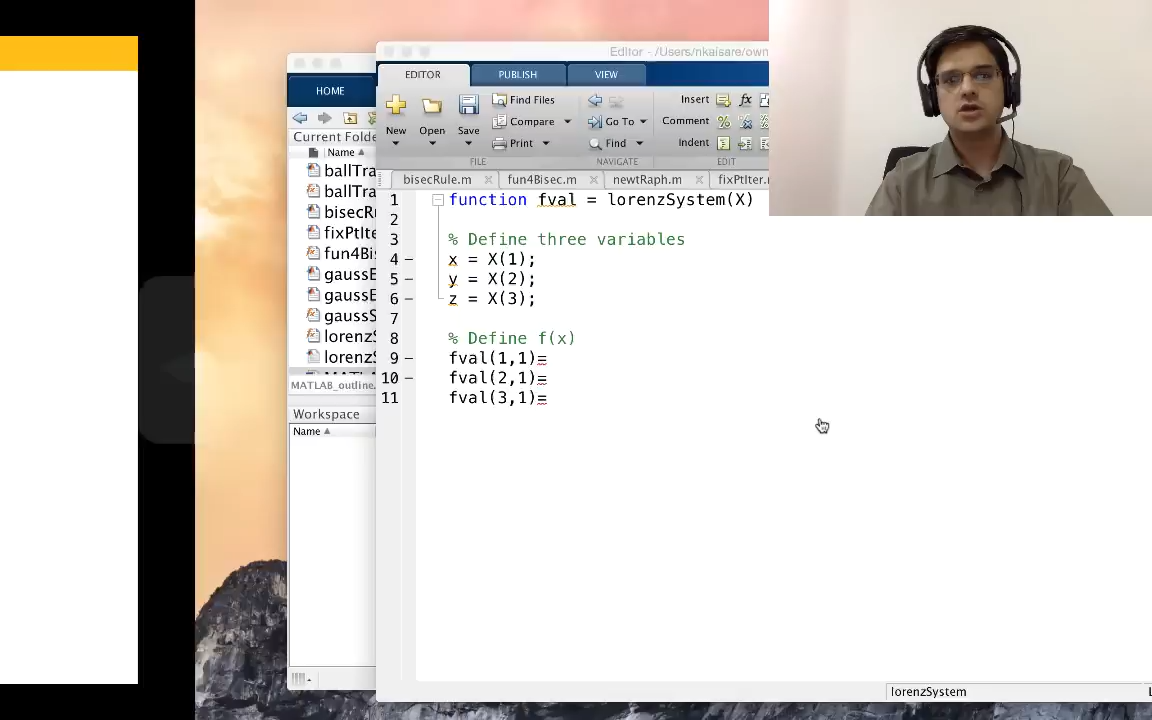 Editor - /Users/nkaisare/own
EDITOR PUBLISH VIEW
HOME
New Open Save
Find Files
Compare
Print
Go To
Find
Insert
Comment
Indent
FILE NAVIGATE EDIT
Current Folde
Name
ballTra
ballTra
bisecRu
fixPtIte
fun4Bi
gaussE
gaussE
gaussS
lorenzS
lorenzS
MATLAB_outline.
Workspace
Name
bisecRule.m fun4Bisec.m newtRaph.m fixPtIter.
1 function fval = lorenzSystem(X)
2
3 % Define three variables
4 x = X(1);
5 y = X(2);
6 z = X(3);
7
8 % Define f(x)
9 fval(1,1)=
10 fval(2,1)=
11 fval(3,1)=
lorenzSystem